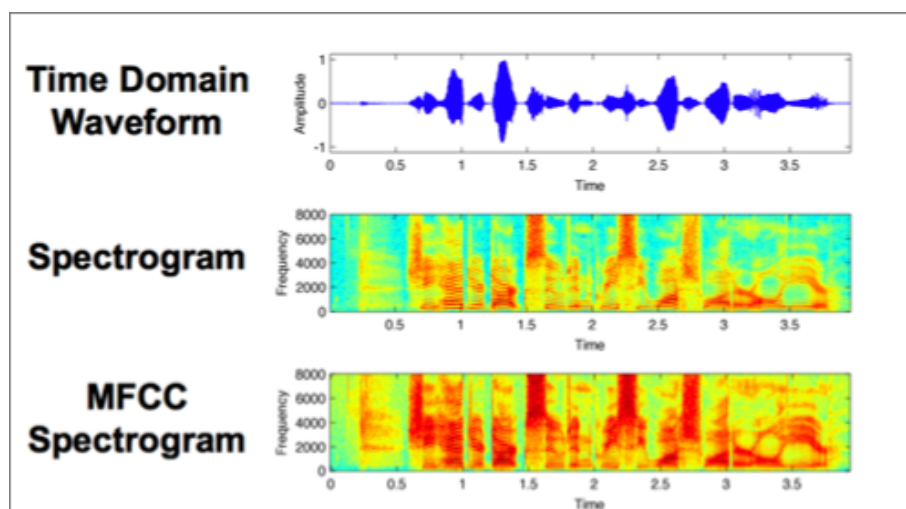 Time Domain
Waveform
Amplitude
1
0
-1
0 0.5 1 1.5 2 2.5 3 3.5
Time
Spectrogram
Frequency
8000
6000
4000
2000
0
0.5 1 1.5 2 2.5 3 3.5
Time
MFCC
Spectrogram
Frequency
8000
6000
4000
2000
0
0 0.5 1 1.5 2 2.5 3 3.5
Time